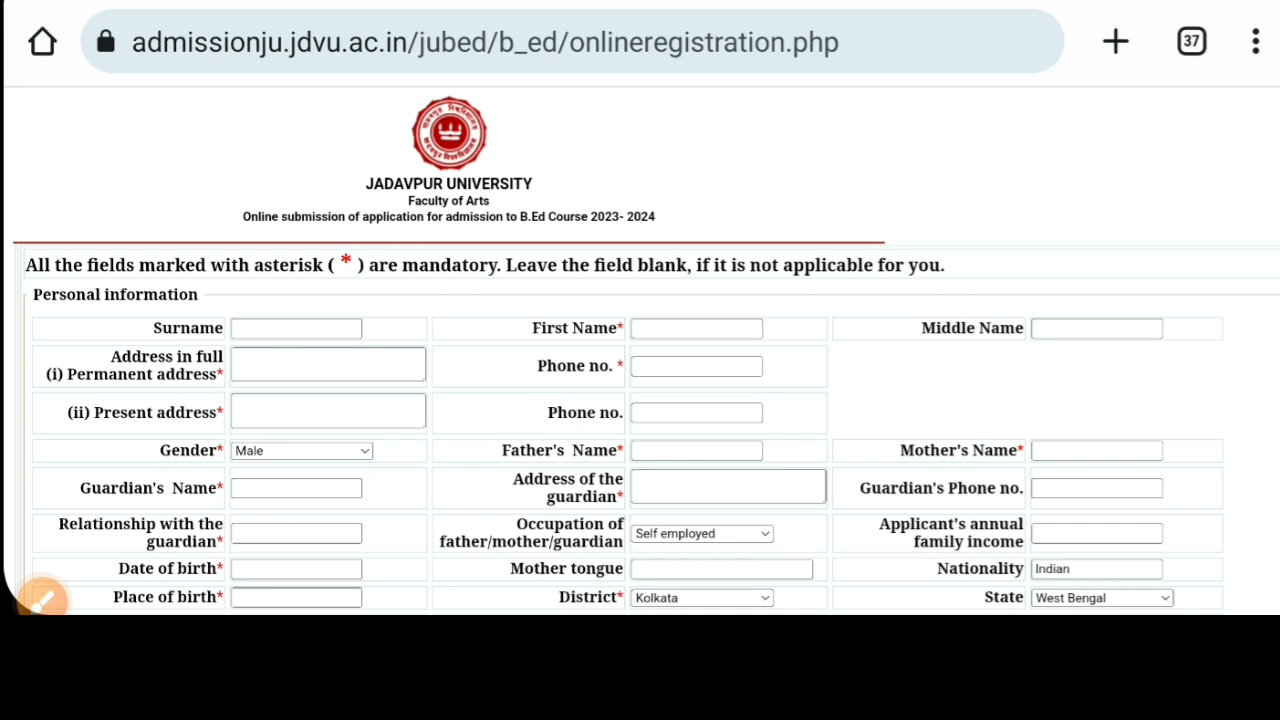 admissionju.jdvu.ac.in/jubed/b_ed/onlineregistration.php
37
JADAVPUR UNIVERSITY
Faculty of Arts
Online submission of application for admission to B.Ed Course 2023- 2024
All the fields marked with asterisk ( * ) are mandatory. Leave the field blank, if it is not applicable for you.
Personal information
Surname First Name* Middle Name
Address in full
(i) Permanent address* Phone no. *
(ii) Present address* Phone no.
Gender* Male Father's Name* Mother's Name*
Guardian's Name* Address of the guardian* Guardian's Phone no.
Relationship with the guardian* Occupation of father/mother/guardian Self employed Applicant's annual family income
Date of birth* Mother tongue Nationality Indian
Place of birth* District* Kolkata State West Bengal